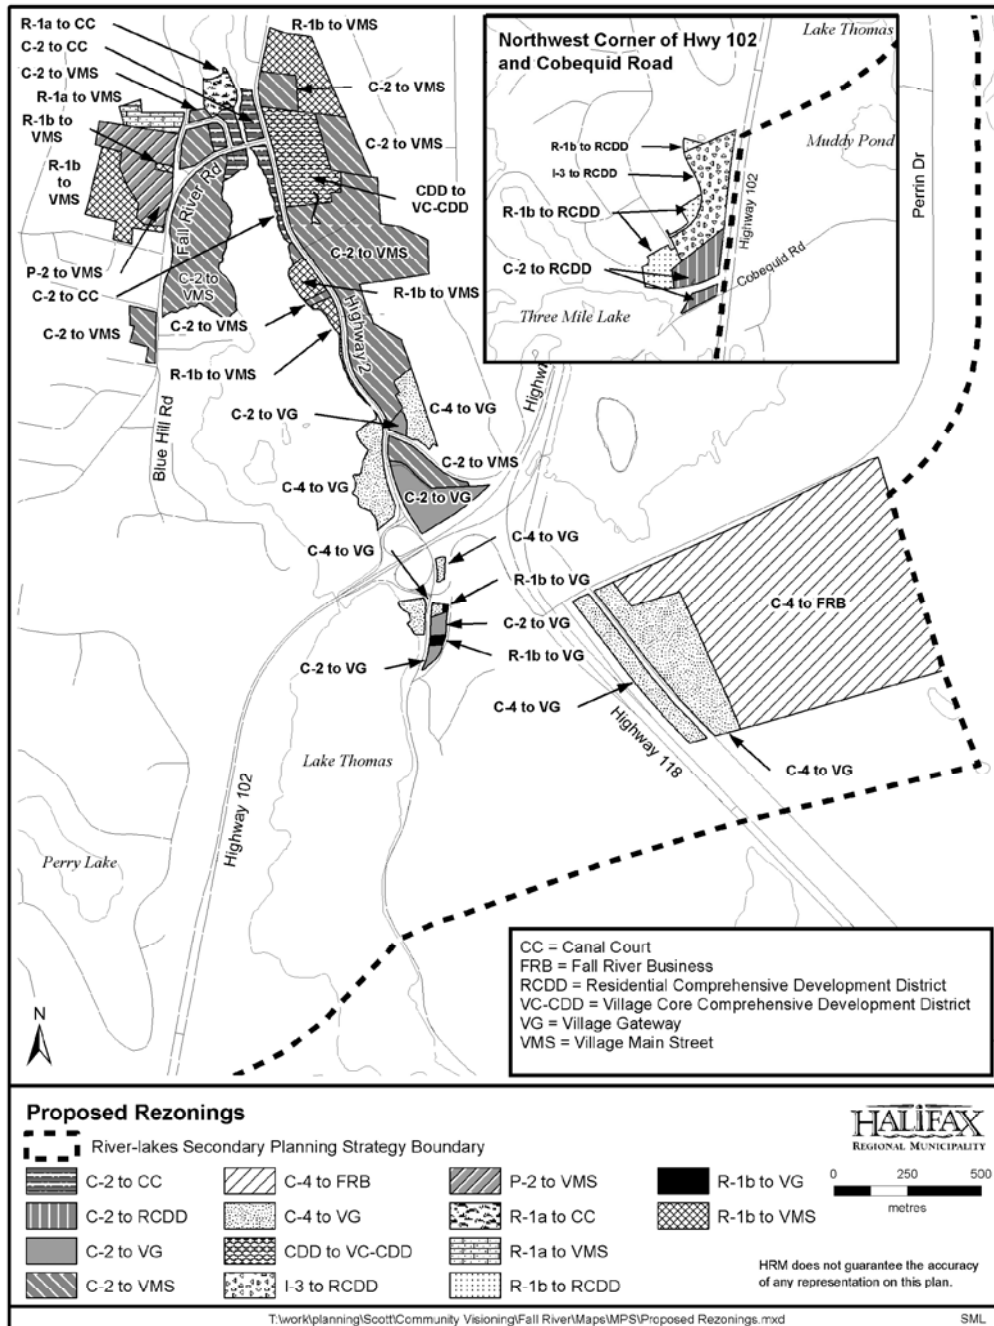 R-1a to CC
C-2 to CC
C-2 to VMS
R-1a to VMS
R-1b to
VMS
R-1b
to
VMS
P-2 to VMS
C-2 to CC
C-2 to VMS
R-1b to VMS
C-2 to VMS
C-2 to VMS
CDD to
VC-CDD
C-2 to VMS
R-1b to VMS
Fall River Rd
C-2 to
VMS
C-2 to VMS
R-1b to VMS
Highway 2
Blue Hill Rd
C-2 to VG
C-4 to VG
C-2 to VMS
C-4 to VG
C-2 to VG
C-4 to VG
C-4 to VG
R-1b to VG
C-2 to VG
R-1b to VG
C-2 to VG
C-4 to VG
C-4 to FRB
C-4 to VG
Highway 118
Highway 102
Lake Thomas
Perry Lake
Perrin Dr
Northwest Corner of Hwy 102
and Cobequid Road
Lake Thomas
Muddy Pond
R-1b to RCDD
I-3 to RCDD
R-1b to RCDD
C-2 to RCDD
Highway 102
Cobequid Rd
Three Mile Lake
N
CC = Canal Court
FRB = Fall River Business
RCDD = Residential Comprehensive Development District
VC-CDD = Village Core Comprehensive Development District
VG = Village Gateway
VMS = Village Main Street
Proposed Rezonings
River-lakes Secondary Planning Strategy Boundary
C-2 to CC
C-2 to RCDD
C-2 to VG
C-2 to VMS
C-4 to FRB
C-4 to VG
CDD to VC-CDD
I-3 to RCDD
P-2 to VMS
R-1a to CC
R-1a to VMS
R-1b to RCDD
R-1b to VG
R-1b to VMS
HALIFAX
REGIONAL MUNICIPALITY
0 250 500
metres
HRM does not guarantee the accuracy
of any representation on this plan.
T:\work\planning\Scott\Community Visioning\Fall River\Maps\MPS\Proposed Rezonings.mxd
SML